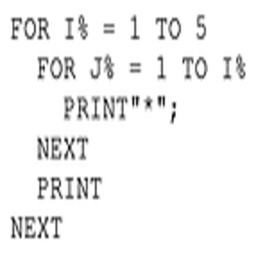 FOR I% = 1 TO 5
  FOR J% = 1 TO I%
    PRINT"*";
  NEXT
  PRINT
NEXT